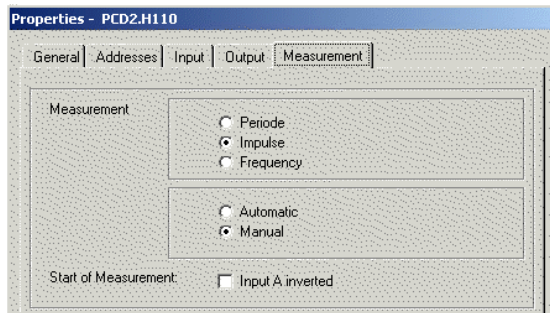 Properties - PCD2.H110
General Addresses Input Output Measurement
Measurement
Periode
Impulse
Frequency
Automatic
Manual
Start of Measurement: Input A inverted